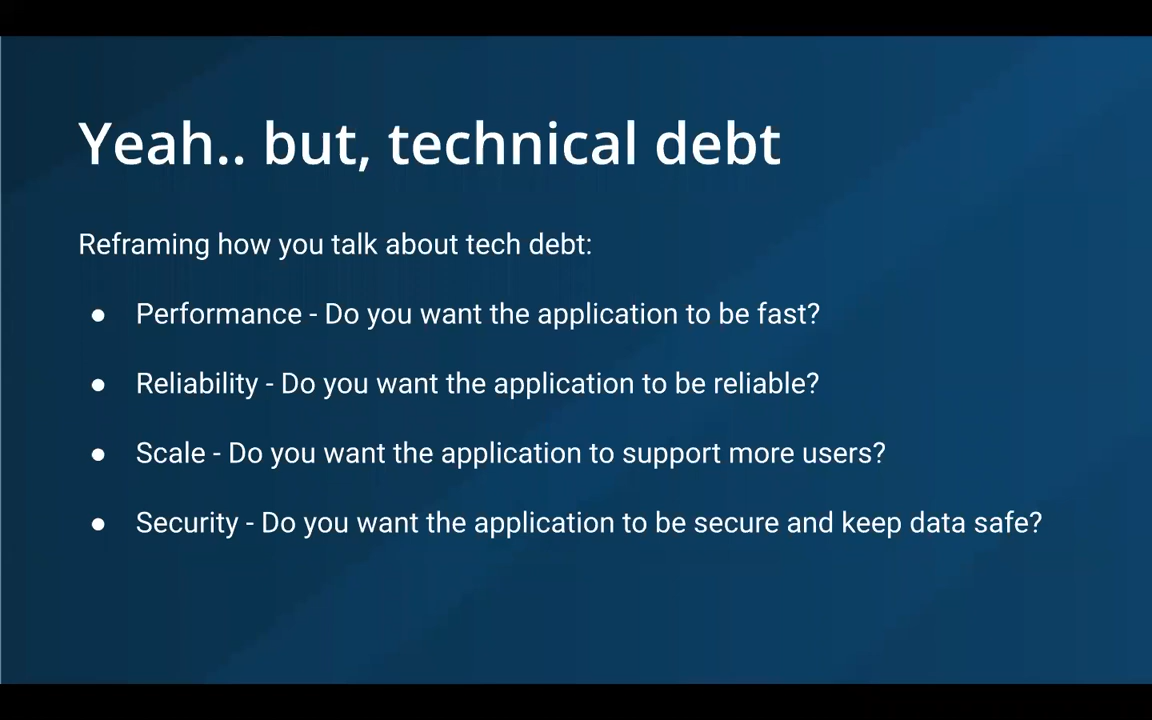 Yeah.. but, technical debt
Reframing how you talk about tech debt:
● Performance - Do you want the application to be fast?
● Reliability - Do you want the application to be reliable?
● Scale - Do you want the application to support more users?
● Security - Do you want the application to be secure and keep data safe?